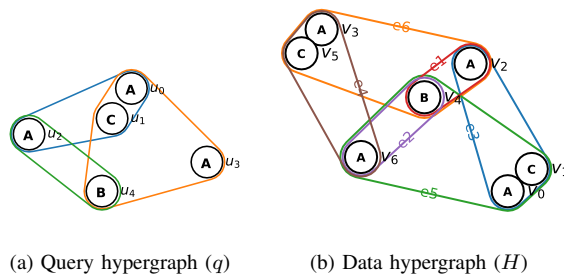 A u₀
C u₁
A u₂
A u₃
B u₄
(a) Query hypergraph (q)
e6
A v₃
C v₅
e1
A v₂
e4
B v₄
e2
e3
A v₆
C v₁
e5
A v₀
(b) Data hypergraph (H)